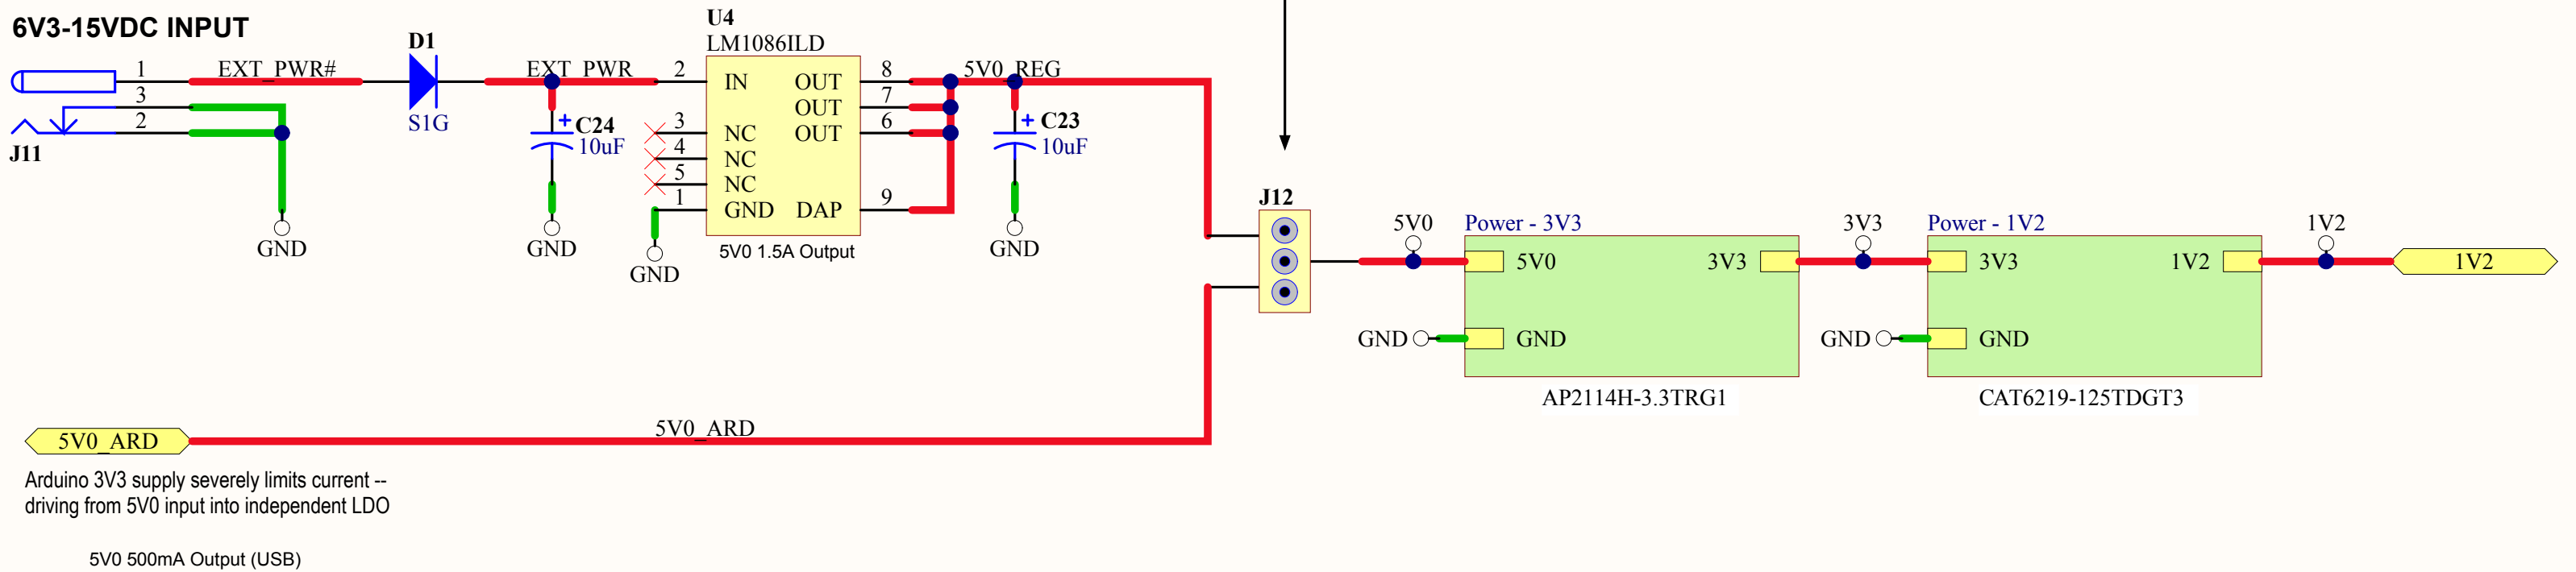 6V3-15VDC INPUT
U4
LM1086ILD
D1
S1G
1
EXT_PWR#
3
2
J11
GND
EXT_PWR
2
IN
OUT
8
OUT
7
3
NC
OUT
6
4
NC
5
NC
1
GND
DAP
9
5V0 1.5A Output
C24
10uF
GND
GND
5V0_REG
C23
10uF
GND
J12
5V0
Power - 3V3
5V0
3V3
GND
GND
AP2114H-3.3TRG1
3V3
Power - 1V2
3V3
1V2
GND
GND
CAT6219-125TDGT3
1V2
1V2
5V0_ARD
5V0_ARD
Arduino 3V3 supply severely limits current --
driving from 5V0 input into independent LDO
5V0 500mA Output (USB)